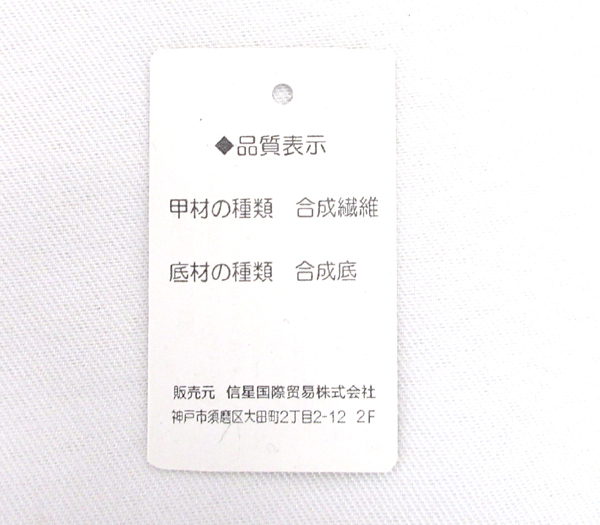 ◆品質表示
甲材の種類 合成繊維
底材の種類 合成底
販売元 信星国際贸易株式会社
神戸市須磨区大田町2丁目2-12 2F